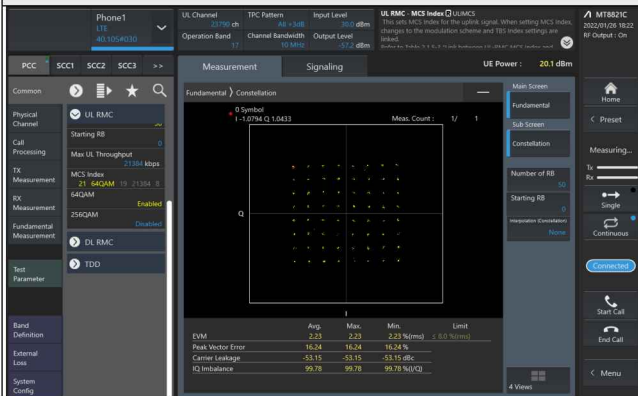 Phone1
LTE
40.105#030
UL Channel
23790 ch
Operation Band
17
TPC Pattern
All +3dB
Channel Bandwidth
10 MHz
Input Level
30.0 dBm
Output Level
-57.2 dBm
UL RMC - MCS Index ULIMCS
This sets MCS Index for the uplink signal. When setting MCS Index,
changes to the modulation scheme and TBS index settings are
linked.
MT8821C
2022/01/26 18:22
RF Output : On
PCC SCC1 SCC2 SCC3 >>
Measurement Signaling
UE Power : 20.1 dBm
Common
Physical
Channel
Call
Processing
TX
Measurement
RX
Measurement
Fundamental
Measurement
Test
Parameter
Band
Definition
External
Loss
System
Config
UL RMC
Starting RB
0
Max UL Throughput
21384 kbps
MCS Index
21 64QAM 19 21384 8
64QAM
Enabled
256QAM
Disabled
DL RMC
TDD
Fundamental > Constellation
0 Symbol
I -1.0794 Q 1.0433
Meas. Count : 1/ 1
Q
I
Avg. Max. Min. Limit
EVM 2.23 2.23 2.23 %(rms) ≤ 0.0 %(rms)
Peak Vector Error 16.24 16.24 16.24 %
Carrier Leakage -53.15 -53.15 -53.15 dBc
IQ Imbalance 99.78 99.78 99.78 %(I/Q)
Main Screen
Fundamental
Sub Screen
Constellation
Number of RB
50
Starting RB
0
Interpolation (Constellation)
None
4 Views
Home
< Preset
Measuring...
Tx
Rx
Single
Continuous
Connected
Start Call
End Call
< Menu